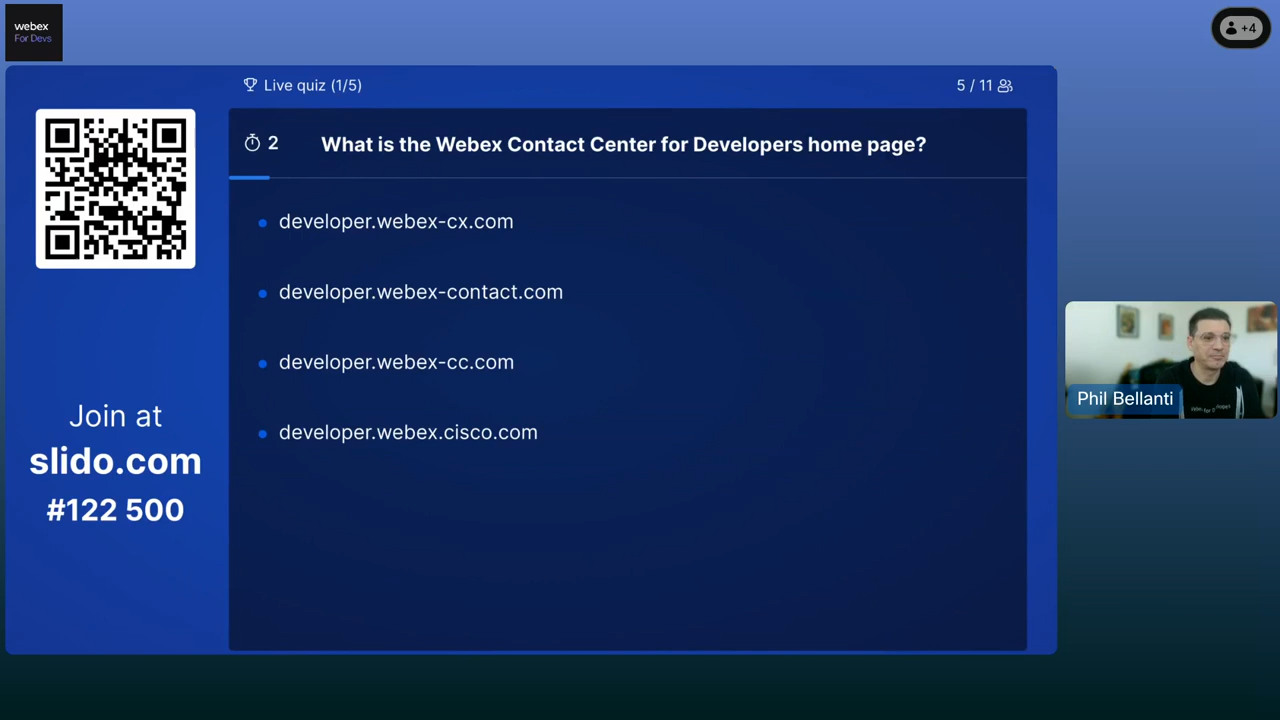 webex
For Devs
+4
Live quiz (1/5)
5 / 11
2
What is the Webex Contact Center for Developers home page?
developer.webex-cx.com
developer.webex-contact.com
developer.webex-cc.com
developer.webex.cisco.com
Join at
slido.com
#122 500
Phil Bellanti